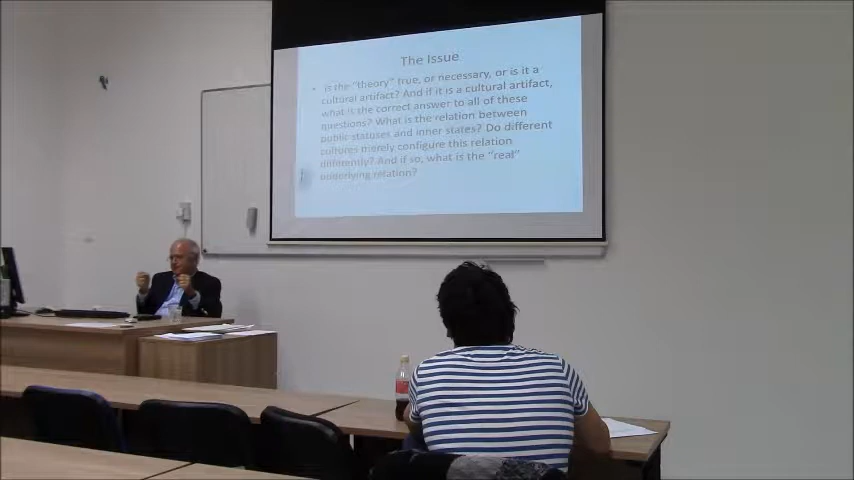 The Issue
• is the "theory" true, or necessary, or is it a
cultural artifact? And if it is a cultural artifact,
what is the correct answer to all of these
questions? What is the relation between
public statuses and inner states? Do different
cultures merely configure this relation
differently? And if so, what is the "real"
underlying relation?